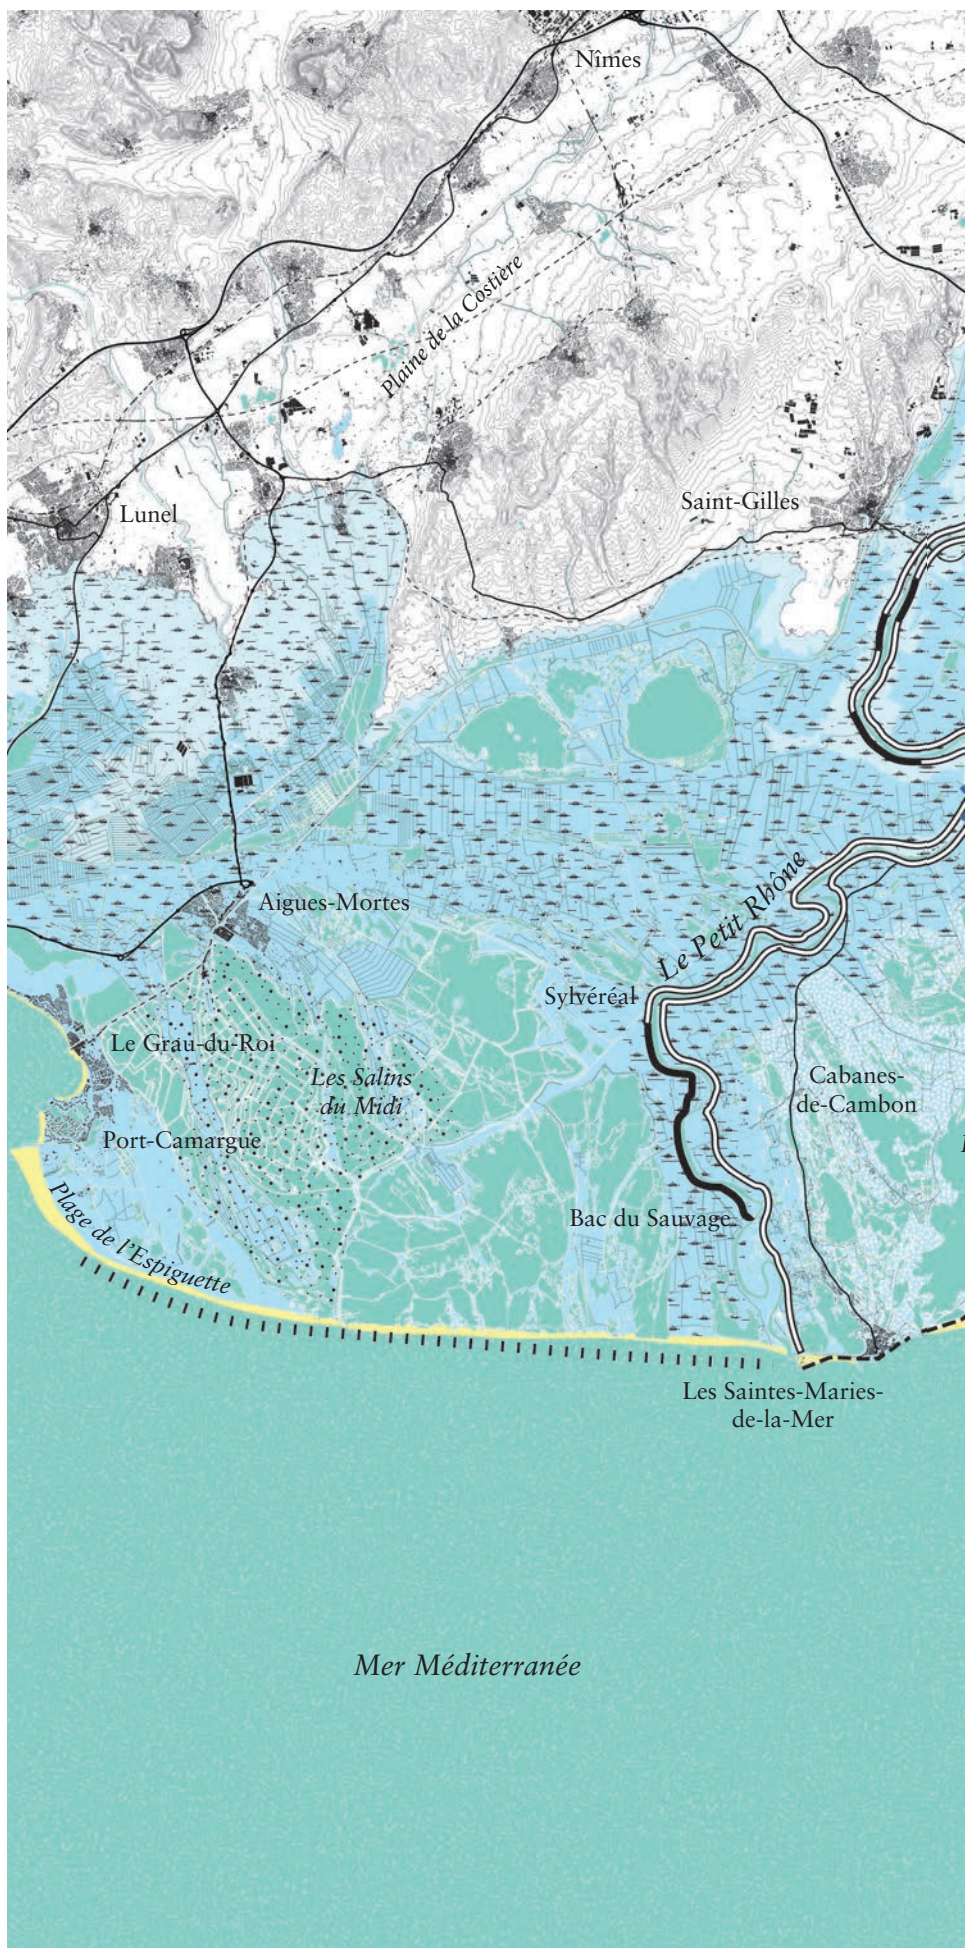 Nîmes
Plaine de la Costière
Saint-Gilles
Lunel
Le Petit Rhône
Aigues-Mortes
Sylvéréal
Le Grau-du-Roi
Les Salins
du Midi
Cabanes-
de-Cambon
Port-Camargue
Plage de l'Espiguette
Bac du Sauvage
Les Saintes-Maries-
de-la-Mer
Mer Méditerranée